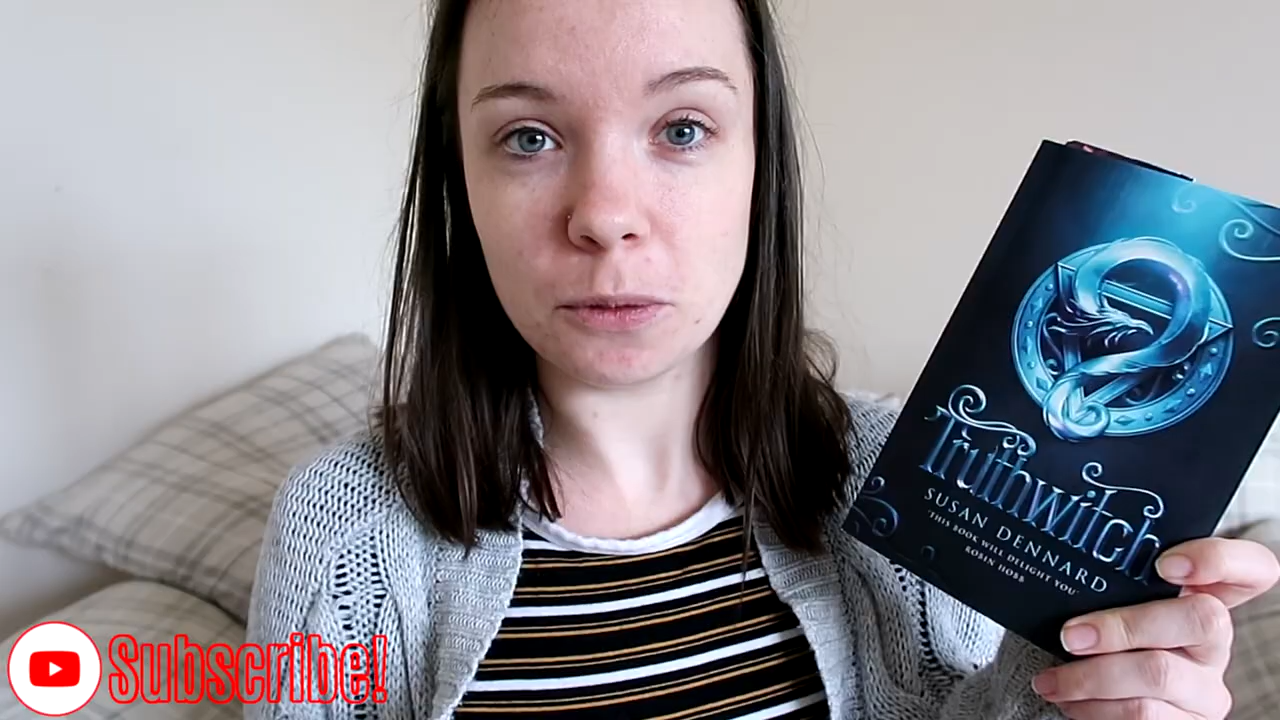 Truthwitch
SUSAN DENNARD
'THIS BOOK WILL DELIGHT YOU'
ROBIN HOBB
Subscribe!